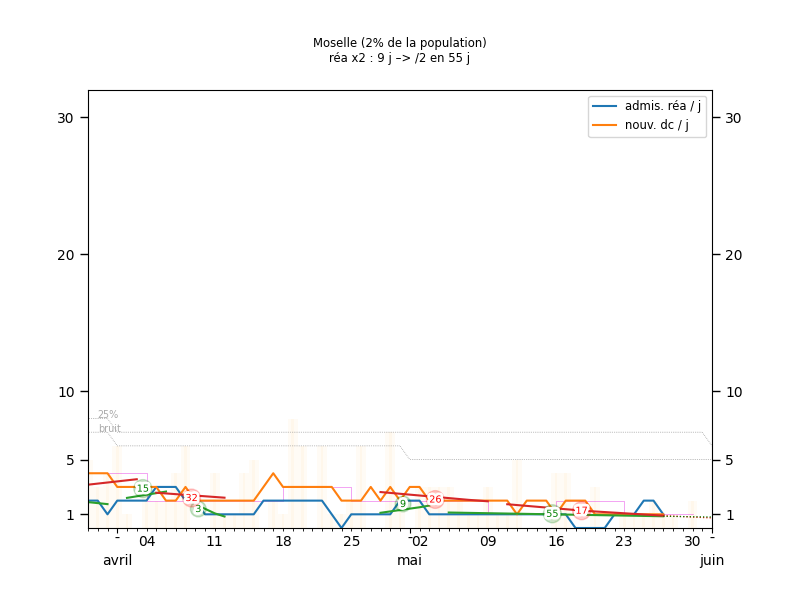 Moselle (2% de la population)
réa x2 : 9 j –> /2 en 55 j
admis. réa / j
nouv. dc / j
30
30
20
20
10
10
25%
bruit
5
5
15
32
3
9
26
55
17
1
1
- 04 11 18 25 -02 09 16 23 30 -
avril mai juin